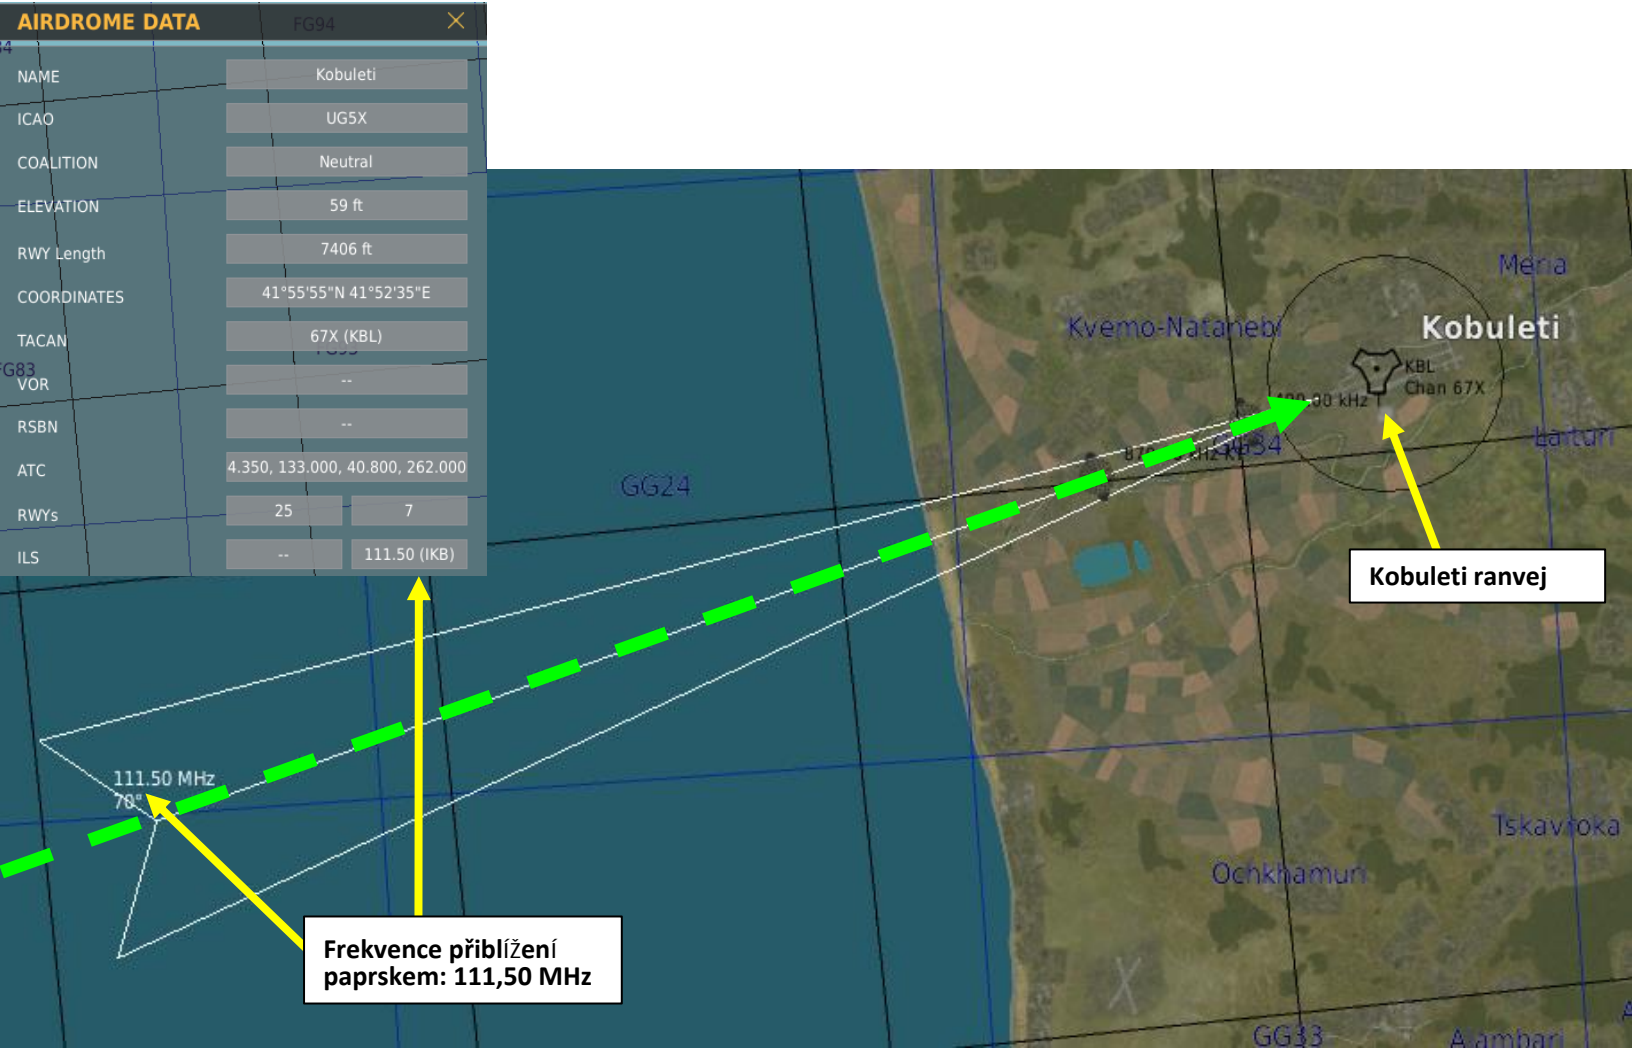 AIRDROME DATA
FG94
NAME
Kobuleti
ICAO
UG5X
COALITION
Neutral
ELEVATION
59 ft
RWY Length
7406 ft
COORDINATES
41°55'55"N 41°52'35"E
TACAN
67X (KBL)
VOR
--
RSBN
--
ATC
4.350, 133.000, 40.800, 262.000
RWYs
25
7
ILS
--
111.50 (IKB)
Meria
Kvemo-Natanebi
Kobuleti
KBL
Chan 67X
kHz
GG34
Laituri
GG24
Kobuleti ranvej
111.50 MHz
70°
Tskavroka
Ochkhamuri
Frekvence přiblížení
paprskem: 111,50 MHz
GG33